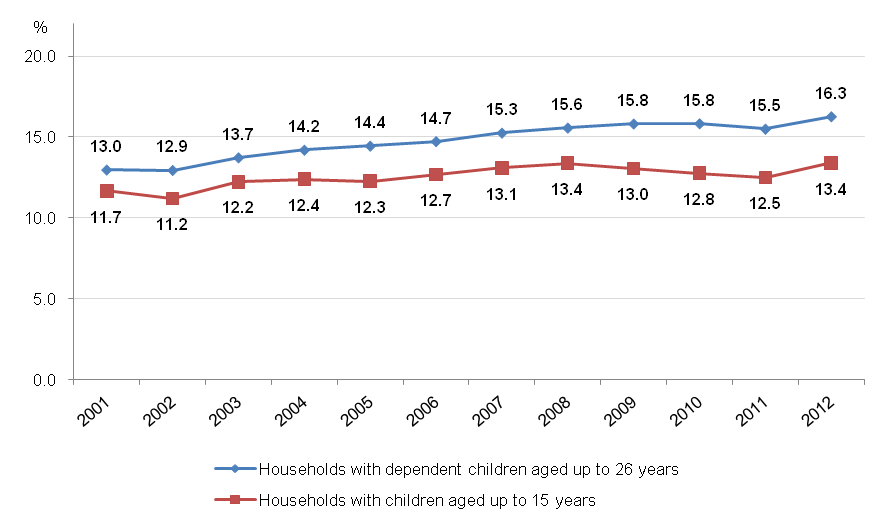 %
20.0
15.0
10.0
5.0
0.0
13.0 12.9 13.7 14.2 14.4 14.7 15.3 15.6 15.8 15.8 15.5 16.3
11.7 11.2 12.2 12.4 12.3 12.7 13.1 13.4 13.0 12.8 12.5 13.4
2001 2002 2003 2004 2005 2006 2007 2008 2009 2010 2011 2012
Households with dependent children aged up to 26 years
Households with children aged up to 15 years